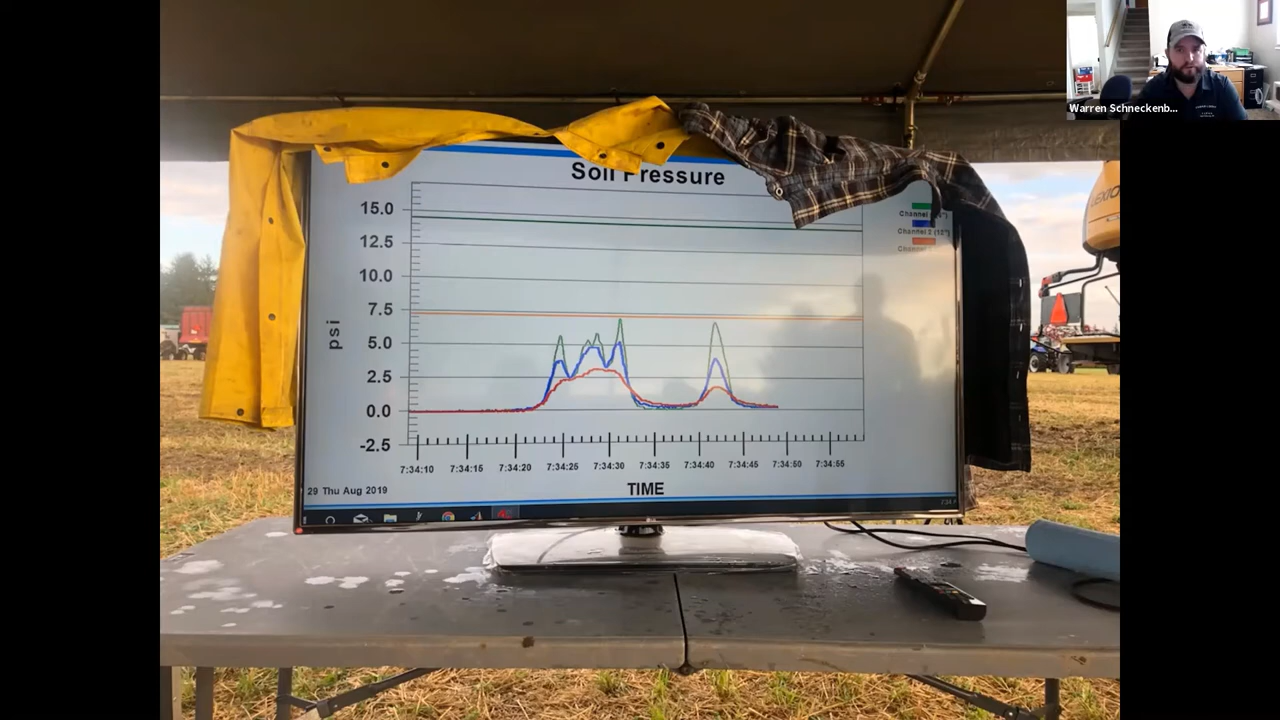 Warren Schneckenb...
Soil Pressure
15.0
12.5
10.0
7.5
5.0
2.5
0.0
-2.5
psi
7:34:10 7:34:15 7:34:20 7:34:25 7:34:30 7:34:35 7:34:40 7:34:45 7:34:50 7:34:55
29 Thu Aug 2019
TIME
LEXIO